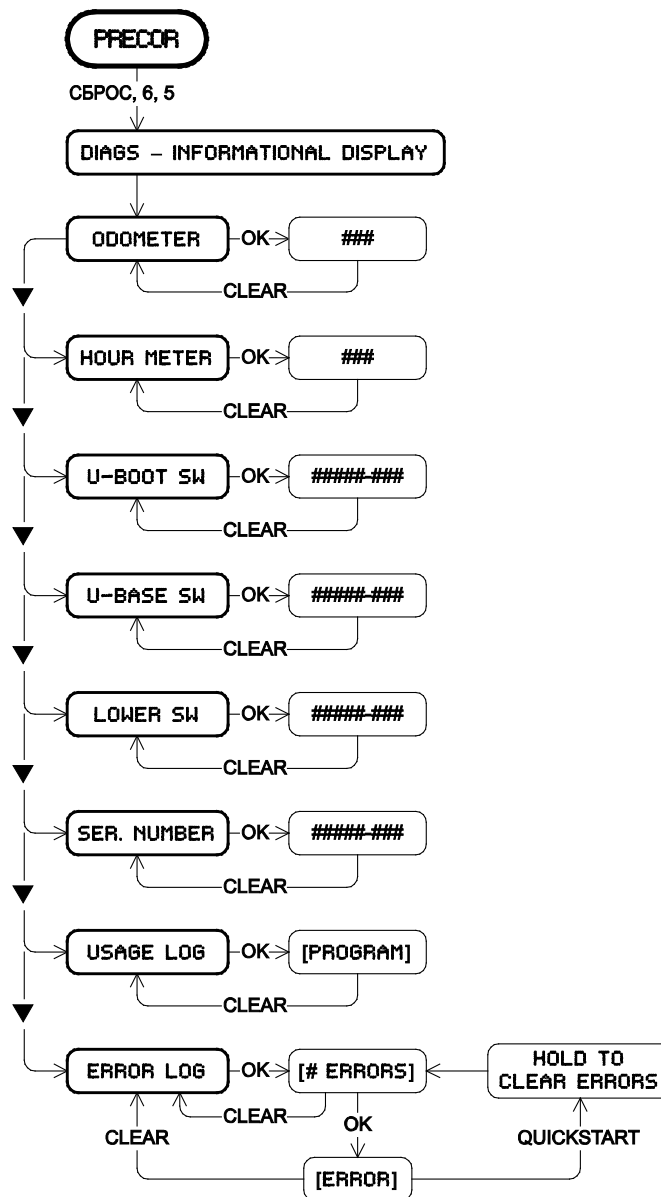 PRECOR
СБРОС, 6, 5
DIAGS – INFORMATIONAL DISPLAY
ODOMETER
OK
###
CLEAR
HOUR METER
OK
###
CLEAR
U-BOOT SW
OK
#####-###
CLEAR
U-BASE SW
OK
#####-###
CLEAR
LOWER SW
OK
#####-###
CLEAR
SER. NUMBER
OK
#####-###
CLEAR
USAGE LOG
OK
[PROGRAM]
CLEAR
ERROR LOG
OK
[# ERRORS]
HOLD TO
CLEAR ERRORS
CLEAR
OK
CLEAR
QUICKSTART
[ERROR]